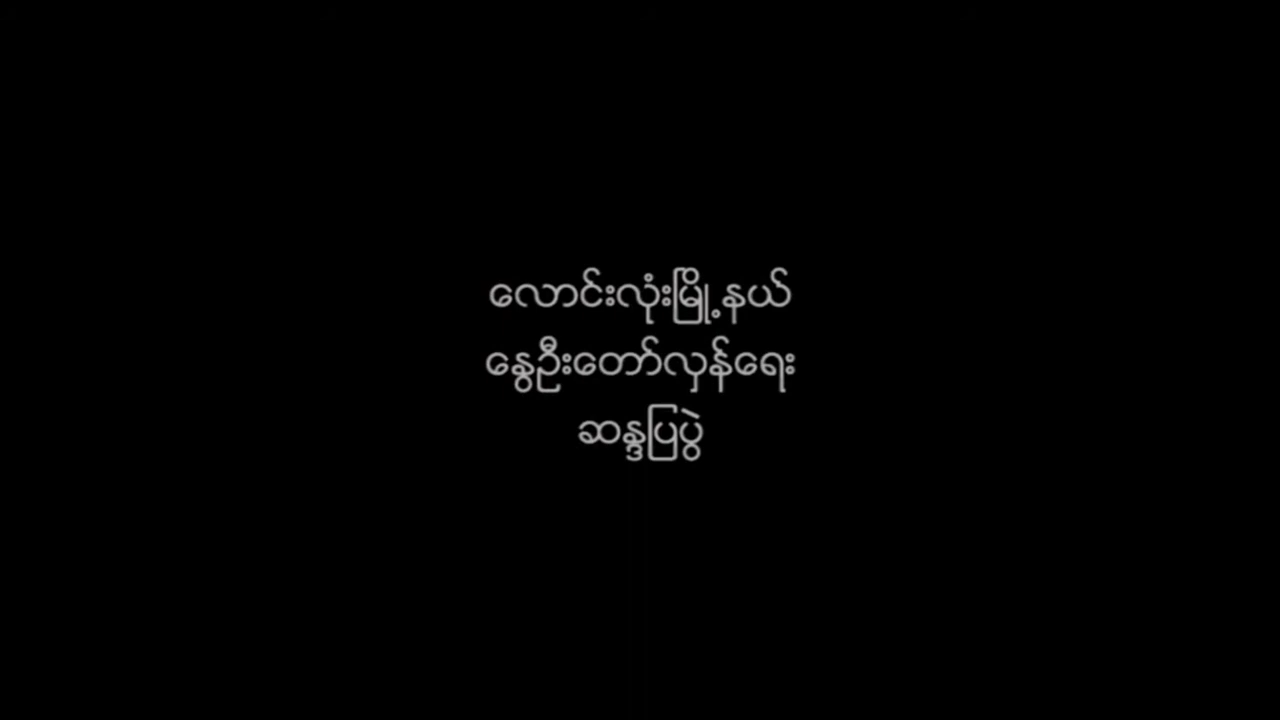 လောင်းလုံးမြို့နယ်
နွေဦးတော်လှန်ရေး
ဆန္ဒပြပွဲ